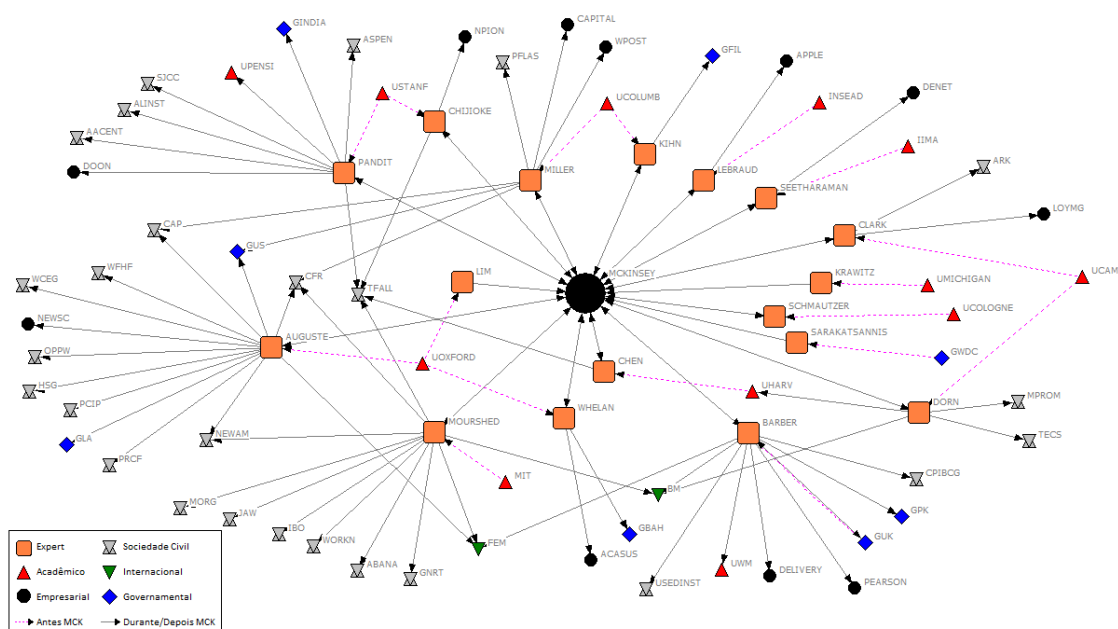 CAPITAL
GINDIA
NPION
ASPEN
WPOST
GFIL
APPLE
PFLAS
UPENSI
SJCC
USTANF
UCOLUMB
INSEAD
DENET
ALINST
CHIJIOKE
AACENT
KIHN
IIMA
DOON
PANDIT
MILLER
LEBRAUD
SEETHARAMAN
ARK
CAP
CLARK
LOYMG
GUS
WCEG
WFHF
CFR
TFALL
LIM
MCKINSEY
KRAWITZ
UMICHIGAN
UCAM
NEWSC
SCHMAUTZER
UCOLOGNE
AUGUSTE
SARAKATSANNIS
OPPW
UOXFORD
CHEN
GWDC
HSG
UHARV
PCIP
WHELAN
DORN
MPROM
GLA
NEWAM
MOURSHED
BARBER
TECS
PRCF
MIT
BM
CPIBCG
MORG
JAW
GPK
IBO
WORKN
FEM
GBAH
GUK
ABANA
GNRT
ACASUS
USEDINST
UWM
DELIVERY
PEARSON
Expert
Sociedade Civil
Acadêmico
Internacional
Empresarial
Governamental
Antes MCK
Durante/Depois MCK